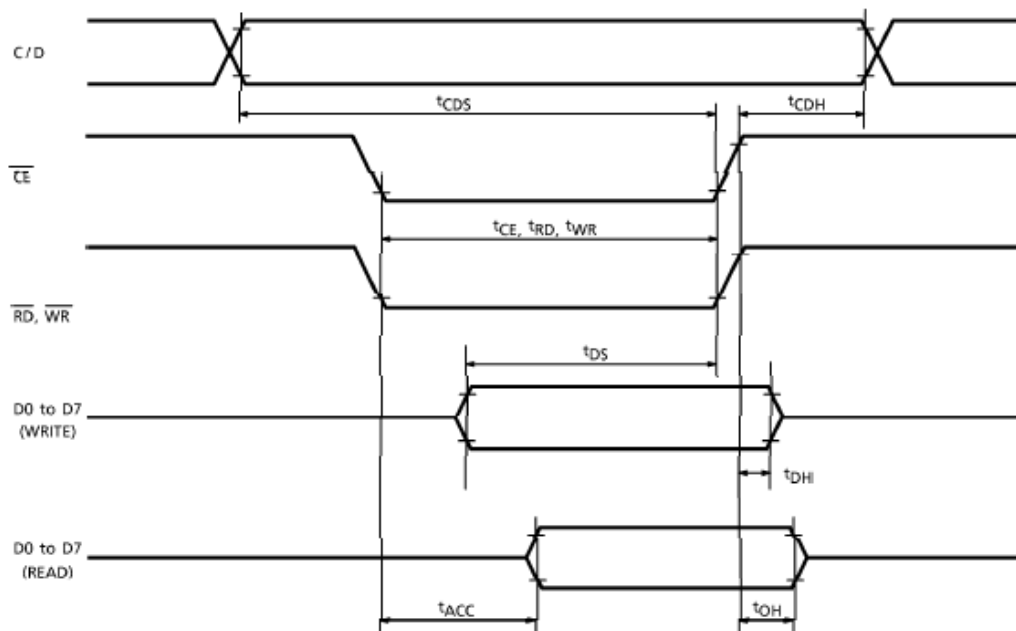 C/D
tCDS
tCDH
CE
tCE, tRD, tWR
RD, WR
tDS
D0 to D7
(WRITE)
tDHI
D0 to D7
(READ)
tACC
tOH